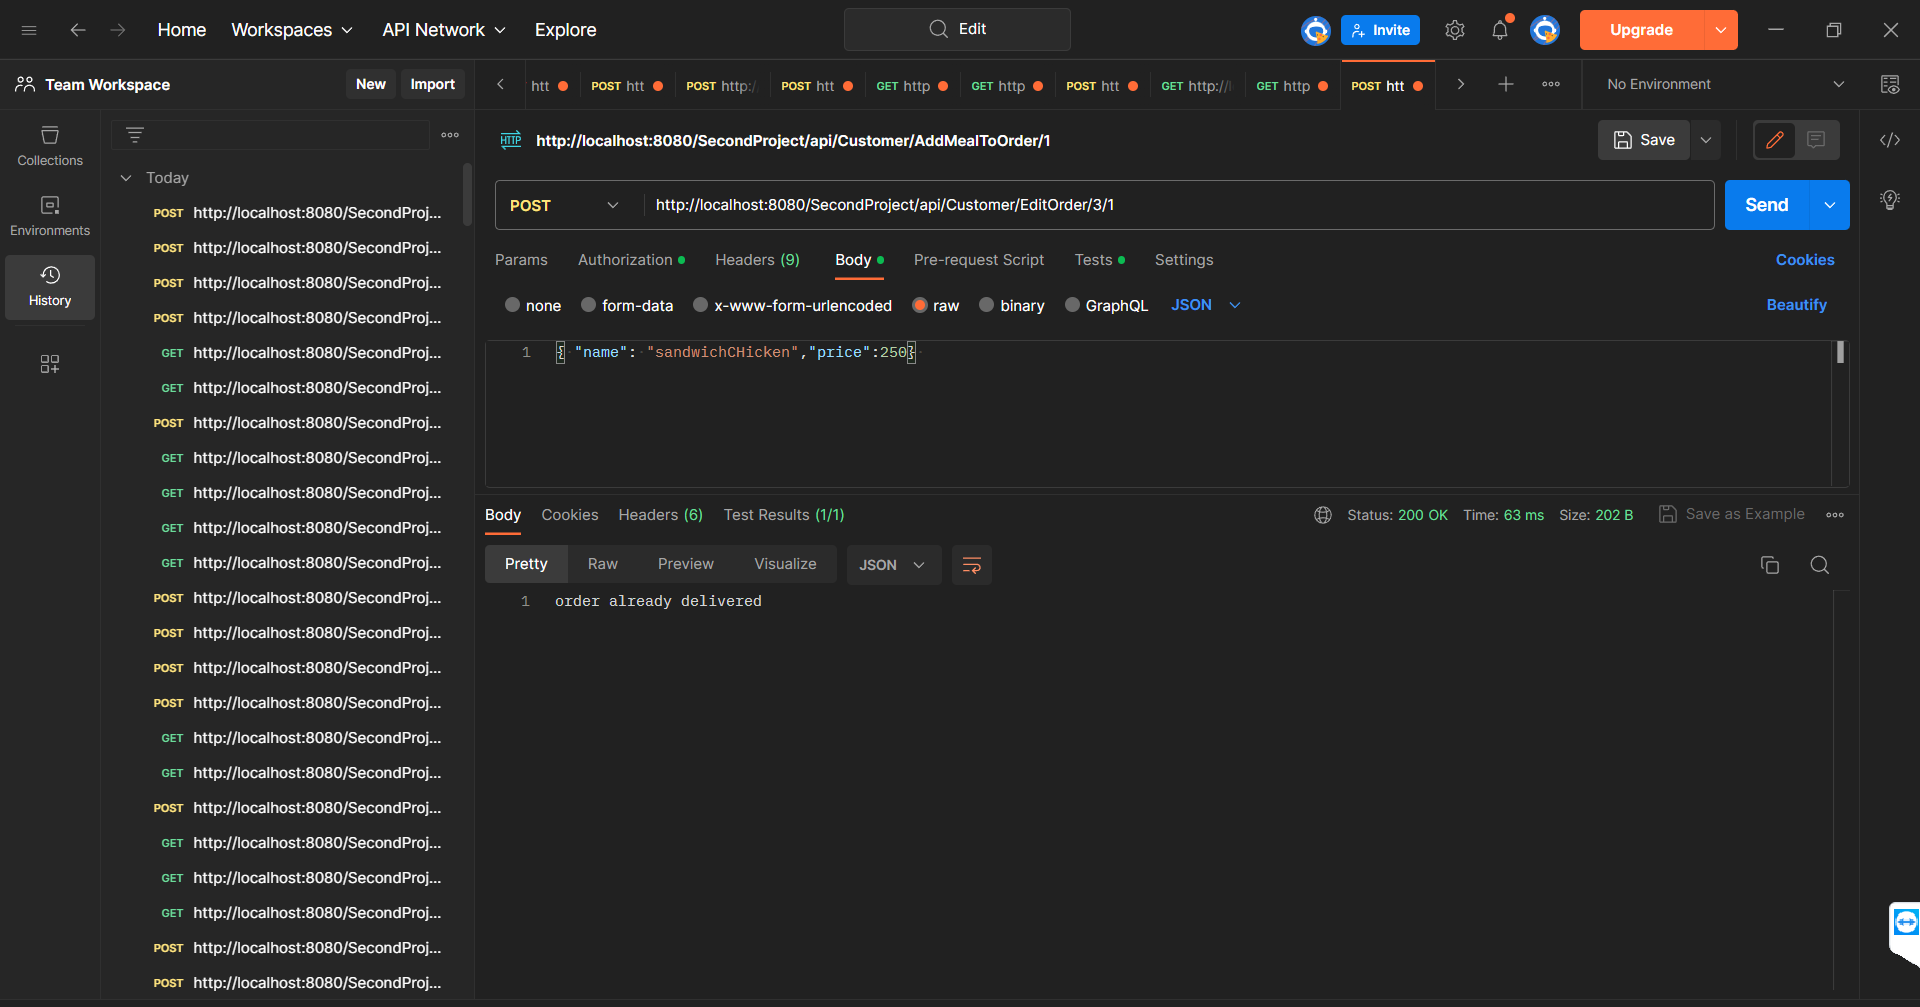 Home Workspaces API Network Explore Edit Invite Upgrade
Team Workspace New Import htt POST htt POST http:/ POST htt GET http GET http POST htt GET http:// GET http POST htt No Environment
HTTP http://localhost:8080/SecondProject/api/Customer/AddMealToOrder/1 Save
Collections
Environments
History
Today
POST http://localhost:8080/SecondProj...
POST http://localhost:8080/SecondProj...
POST http://localhost:8080/SecondProj...
POST http://localhost:8080/SecondProj...
GET http://localhost:8080/SecondProj...
GET http://localhost:8080/SecondProj...
POST http://localhost:8080/SecondProj...
GET http://localhost:8080/SecondProj...
GET http://localhost:8080/SecondProj...
GET http://localhost:8080/SecondProj...
GET http://localhost:8080/SecondProj...
POST http://localhost:8080/SecondProj...
POST http://localhost:8080/SecondProj...
POST http://localhost:8080/SecondProj...
POST http://localhost:8080/SecondProj...
GET http://localhost:8080/SecondProj...
GET http://localhost:8080/SecondProj...
POST http://localhost:8080/SecondProj...
GET http://localhost:8080/SecondProj...
GET http://localhost:8080/SecondProj...
GET http://localhost:8080/SecondProj...
POST http://localhost:8080/SecondProj...
POST http://localhost:8080/SecondProj...
POST http://localhost:8080/SecondProject/api/Customer/EditOrder/3/1 Send
Params Authorization Headers (9) Body Pre-request Script Tests Settings Cookies
none form-data x-www-form-urlencoded raw binary GraphQL JSON Beautify
1 { "name": "sandwichCHicken","price":250}
Body Cookies Headers (6) Test Results (1/1) Status: 200 OK Time: 63 ms Size: 202 B Save as Example
Pretty Raw Preview Visualize JSON
1 order already delivered